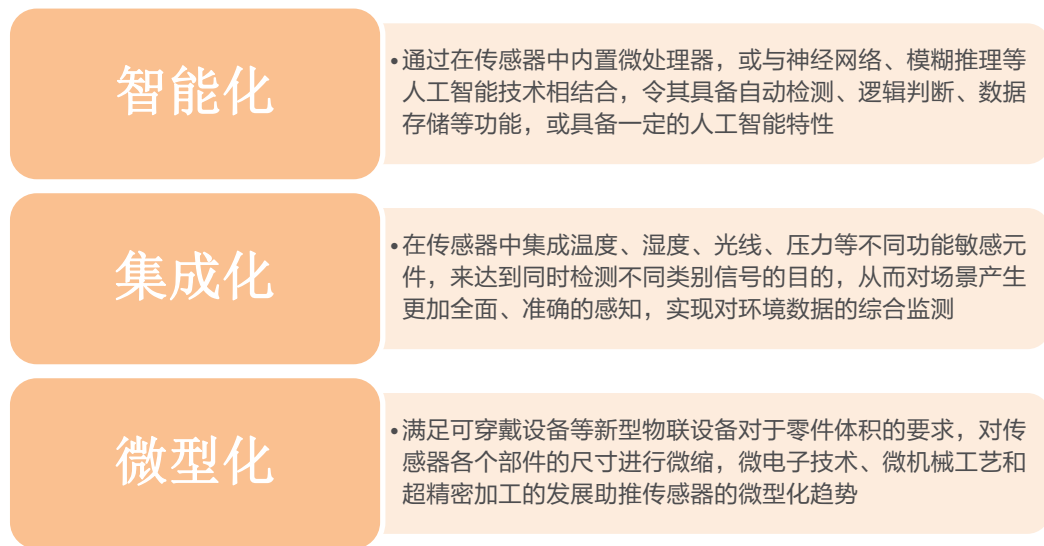 智能化
•通过在传感器中内置微处理器，或与神经网络、模糊推理等
人工智能技术相结合，令其具备自动检测、逻辑判断、数据
存储等功能，或具备一定的人工智能特性
集成化
•在传感器中集成温度、湿度、光线、压力等不同功能敏感元
件，来达到同时检测不同类别信号的目的，从而对场景产生
更加全面、准确的感知，实现对环境数据的综合监测
微型化
•满足可穿戴设备等新型物联设备对于零件体积的要求，对传
感器各个部件的尺寸进行微缩，微电子技术、微机械工艺和
超精密加工的发展助推传感器的微型化趋势